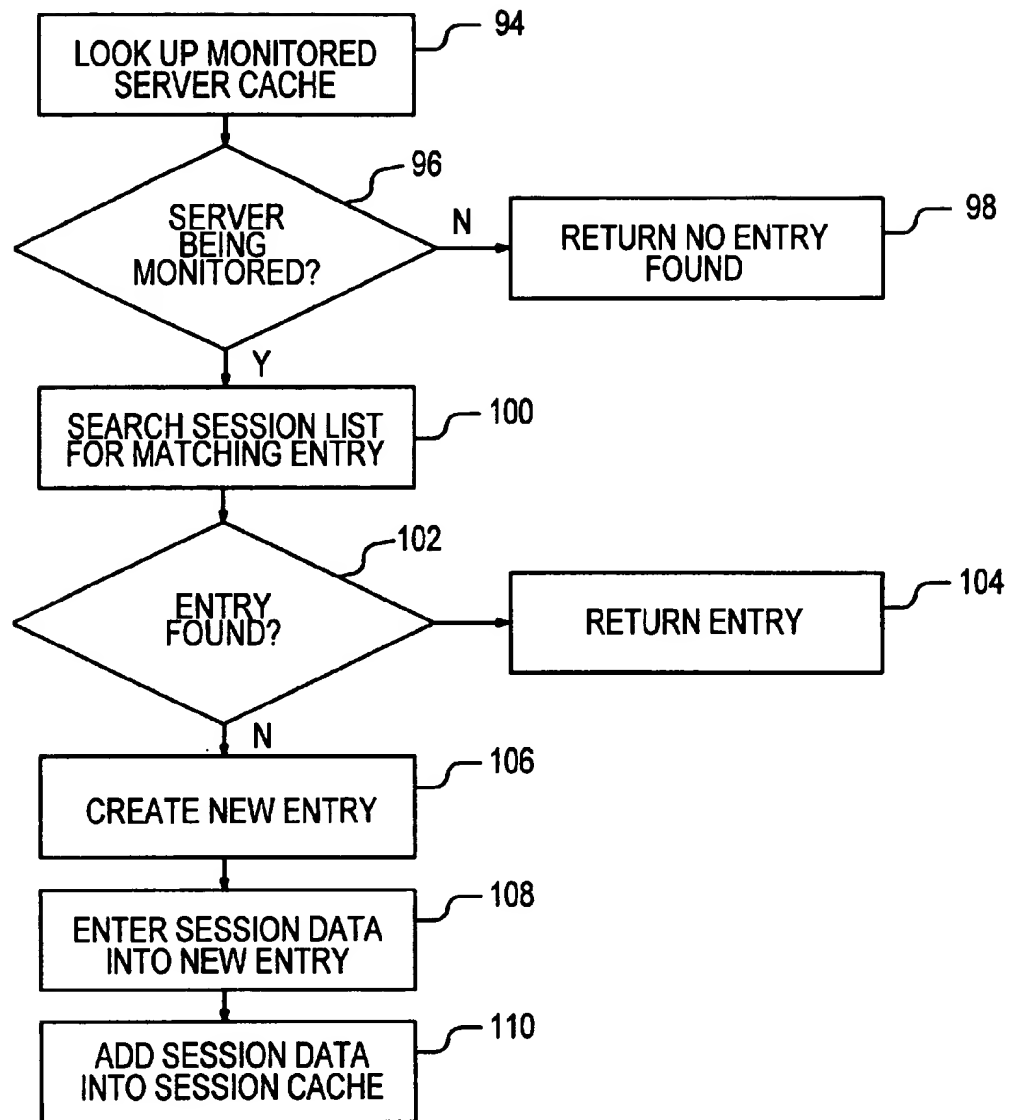 94
LOOK UP MONITORED
SERVER CACHE
96
SERVER
BEING
MONITORED?
N
98
RETURN NO ENTRY
FOUND
Y
100
SEARCH SESSION LIST
FOR MATCHING ENTRY
102
ENTRY
FOUND?
104
RETURN ENTRY
N
106
CREATE NEW ENTRY
108
ENTER SESSION DATA
INTO NEW ENTRY
110
ADD SESSION DATA
INTO SESSION CACHE